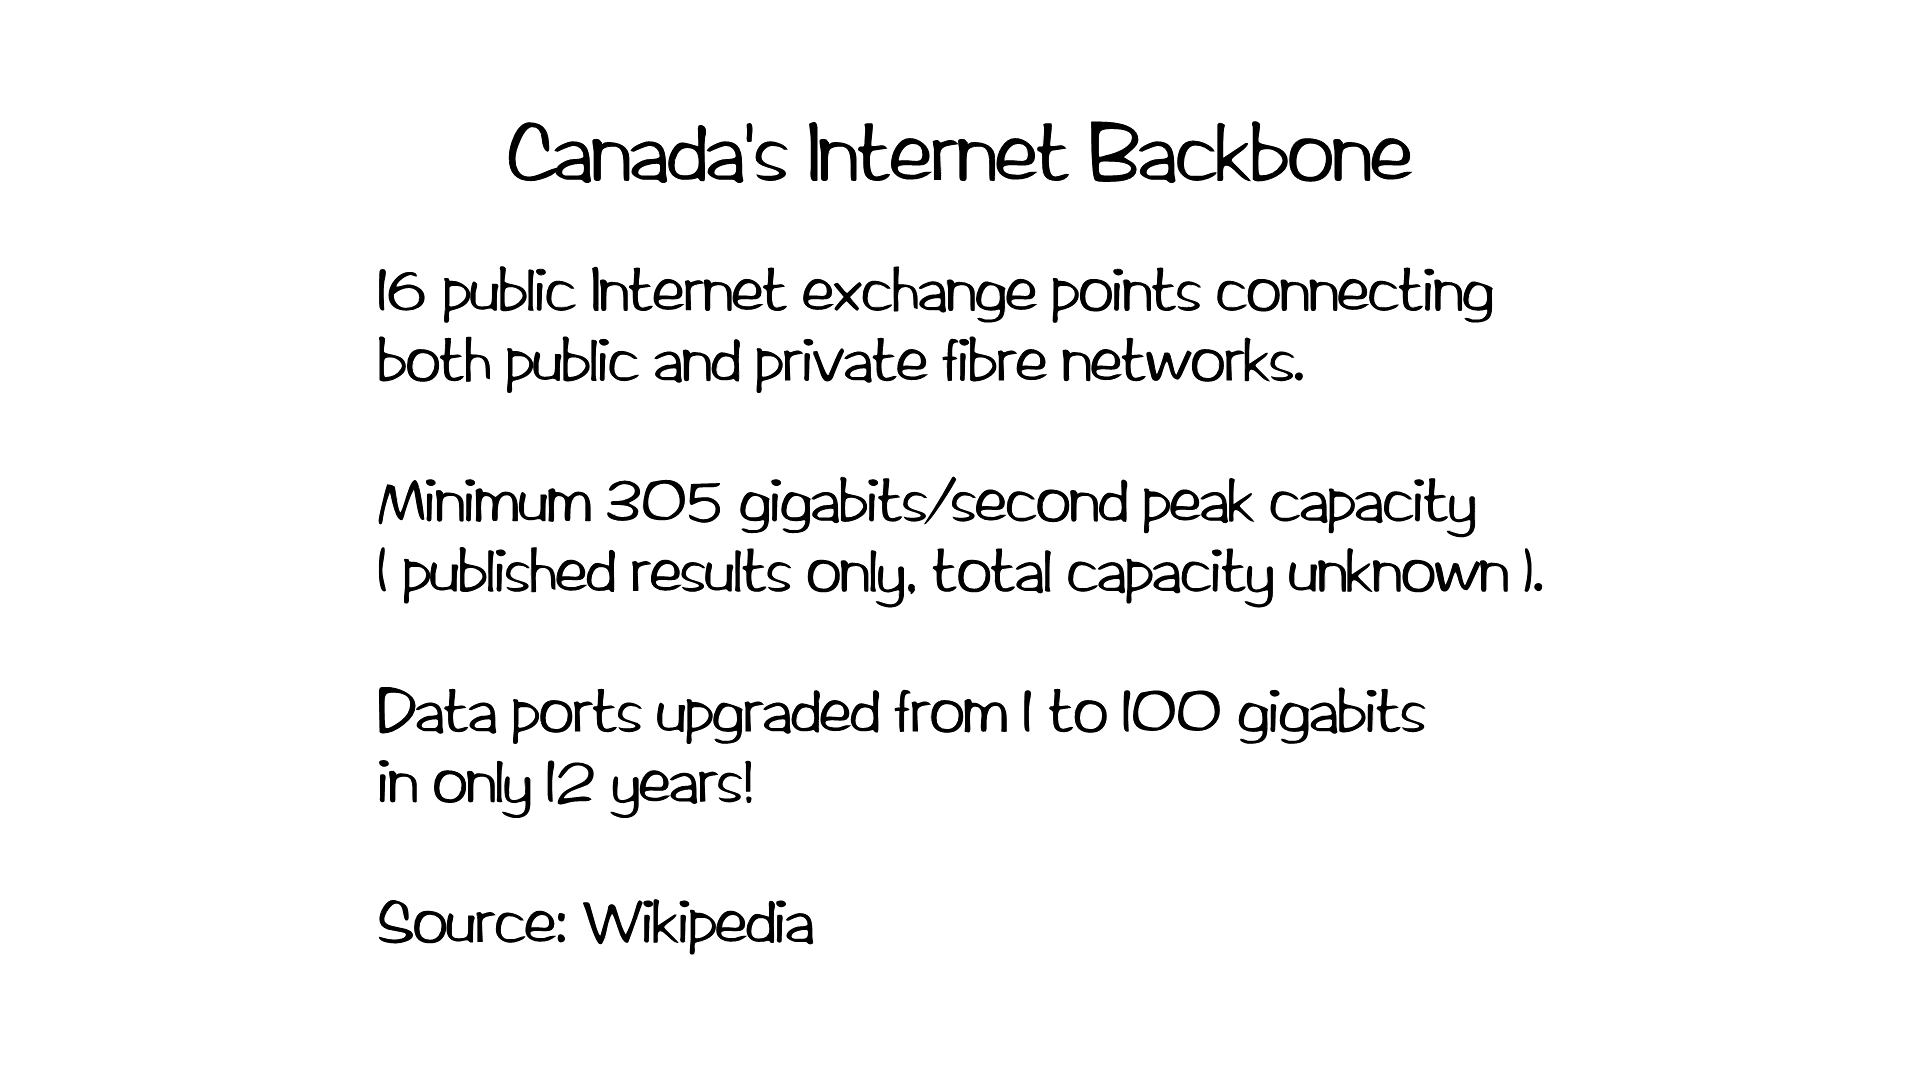 Canada's Internet Backbone
16 public Internet exchange points connecting
both public and private fibre networks.
Minimum 305 gigabits/second peak capacity
( published results only, total capacity unknown ).
Data ports upgraded from 1 to 100 gigabits
in only 12 years!
Source: Wikipedia